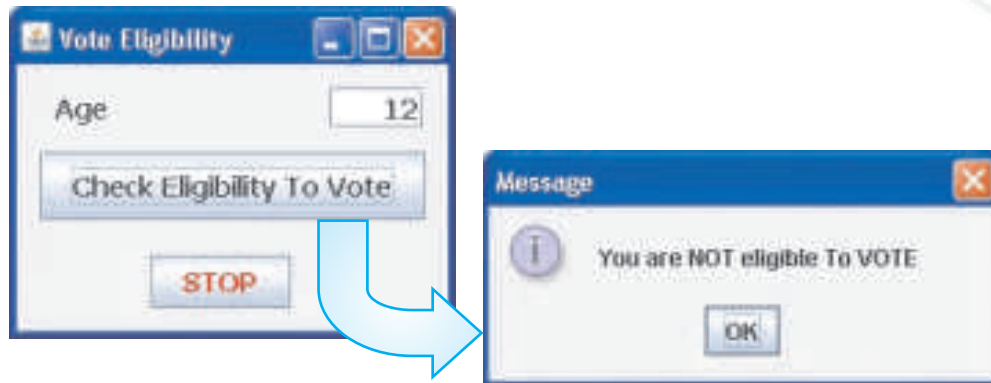 Vote Eligibility
Age
12
Check Eligibility To Vote
STOP
Message
i
You are NOT eligible To VOTE
OK